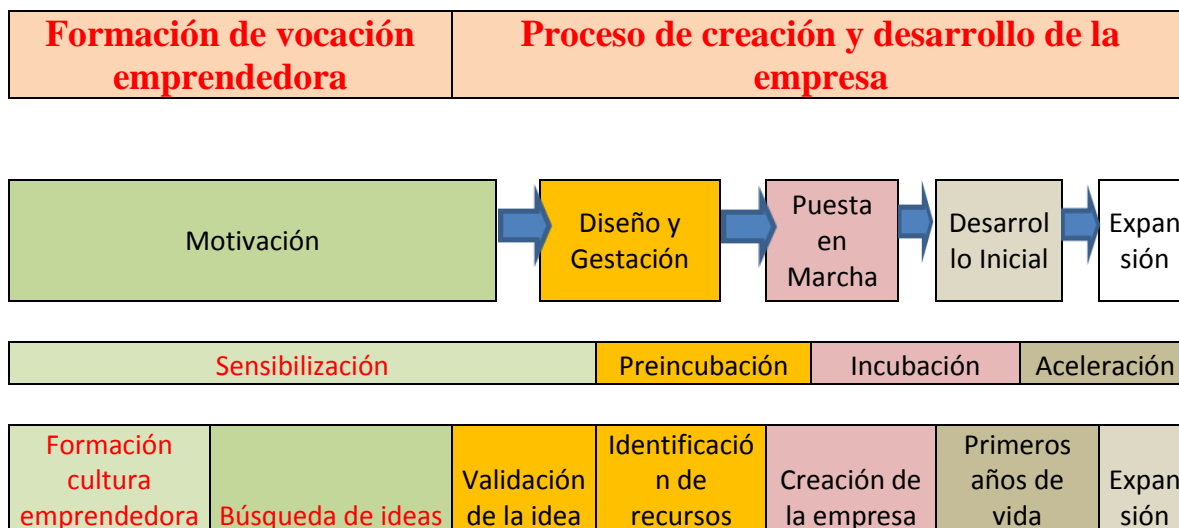 Formación de vocación
emprendedora
Proceso de creación y desarrollo de la
empresa
Motivación
Diseño y
Gestación
Puesta
en
Marcha
Desarrol
lo Inicial
Expan
sión
Sensibilización
Preincubación
Incubación
Aceleración
Formación
cultura
emprendedora
Búsqueda de ideas
Validación
de la idea
Identificació
n de
recursos
Creación de
la empresa
Primeros
años de
vida
Expan
sión